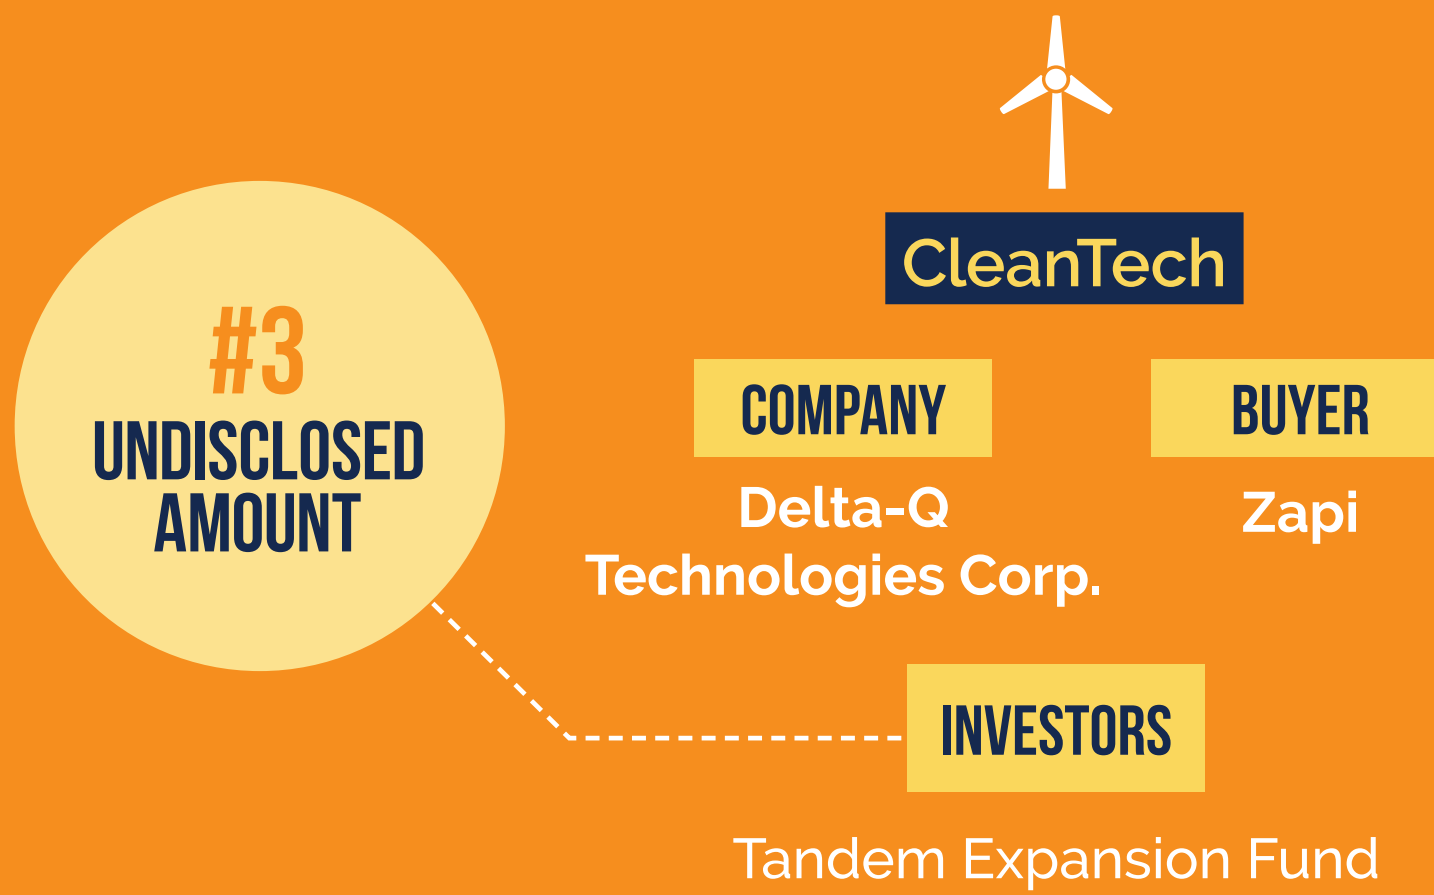 CleanTech
#3
UNDISCLOSED
AMOUNT
COMPANY
Delta-Q
Technologies Corp.
BUYER
Zapi
INVESTORS
Tandem Expansion Fund